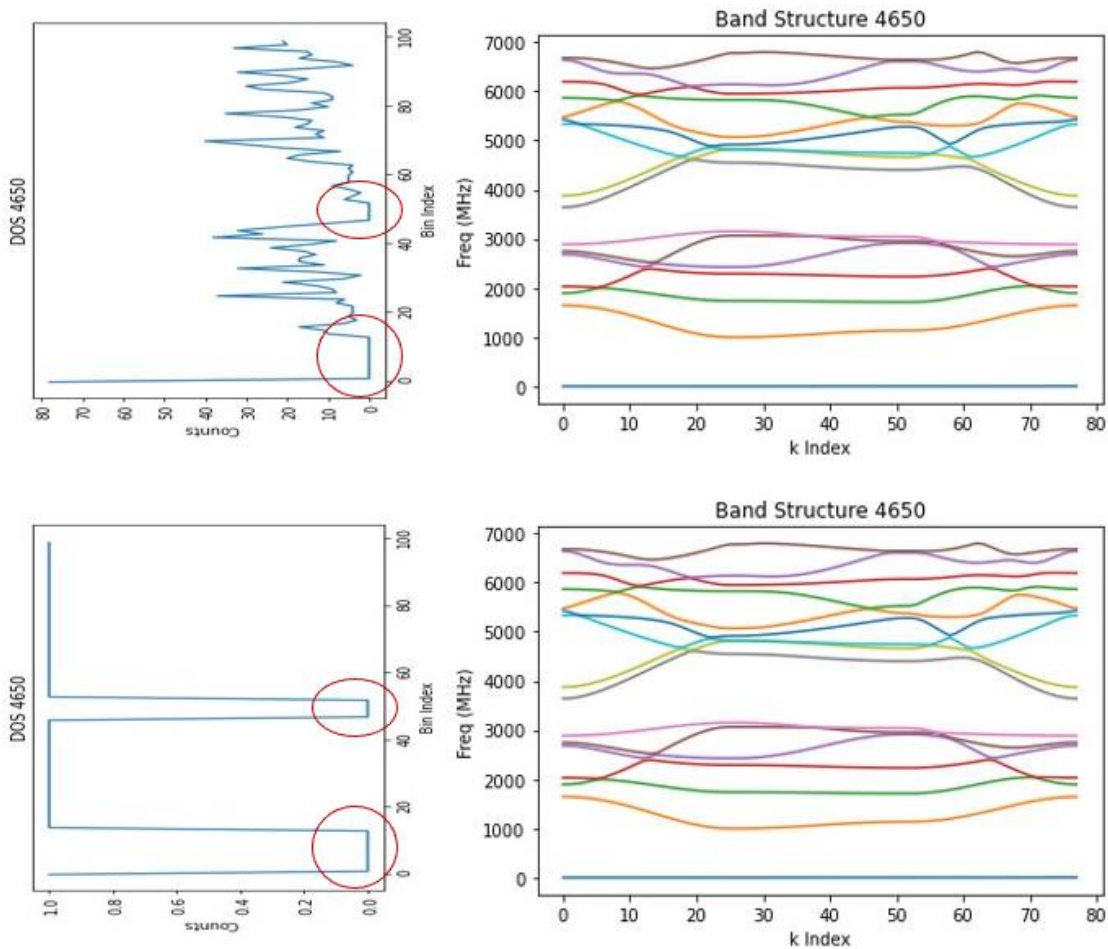 DOS 4650
Counts
80 70 60 50 40 30 20 10 0
Bin Index
0 20 40 60 80 100
Band Structure 4650
Freq (MHz)
7000
6000
5000
4000
3000
2000
1000
0
0 10 20 30 40 50 60 70 80
k Index
DOS 4650
Counts
1.0 0.8 0.6 0.4 0.2 0.0
Bin Index
0 20 40 60 80 100
Band Structure 4650
Freq (MHz)
7000
6000
5000
4000
3000
2000
1000
0
0 10 20 30 40 50 60 70 80
k Index